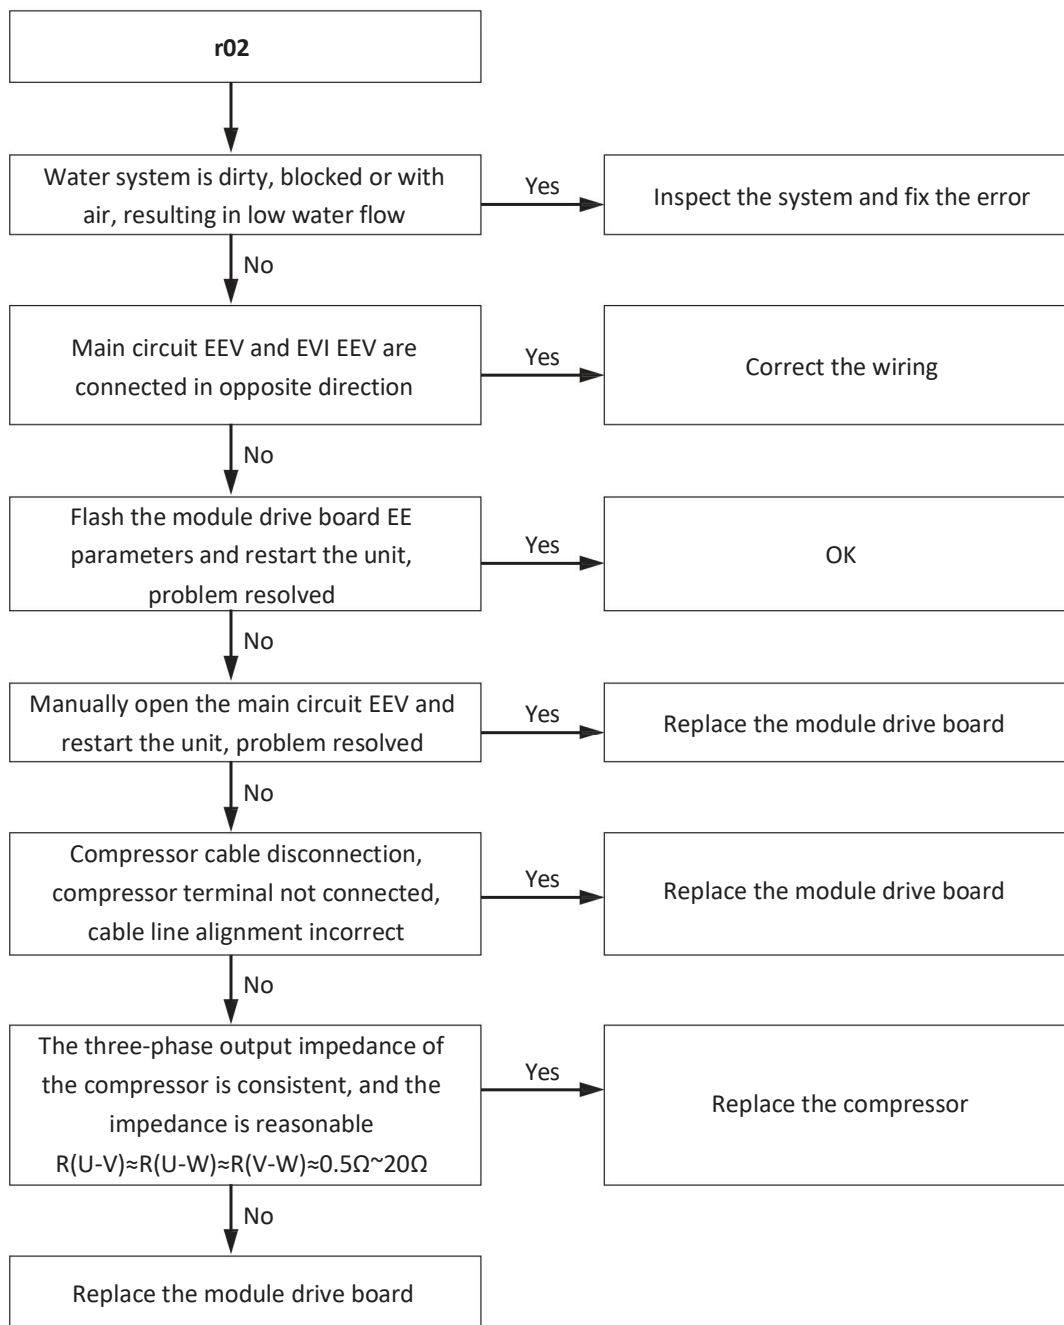 r02
Water system is dirty, blocked or with
air, resulting in low water flow
Yes
Inspect the system and fix the error
No
Main circuit EEV and EVI EEV are
connected in opposite direction
Yes
Correct the wiring
No
Flash the module drive board EE
parameters and restart the unit,
problem resolved
Yes
OK
No
Manually open the main circuit EEV and
restart the unit, problem resolved
Yes
Replace the module drive board
No
Compressor cable disconnection,
compressor terminal not connected,
cable line alignment incorrect
Yes
Replace the module drive board
No
The three-phase output impedance of
the compressor is consistent, and the
impedance is reasonable
R(U-V)≈R(U-W)≈R(V-W)≈0.5Ω~20Ω
Yes
Replace the compressor
No
Replace the module drive board